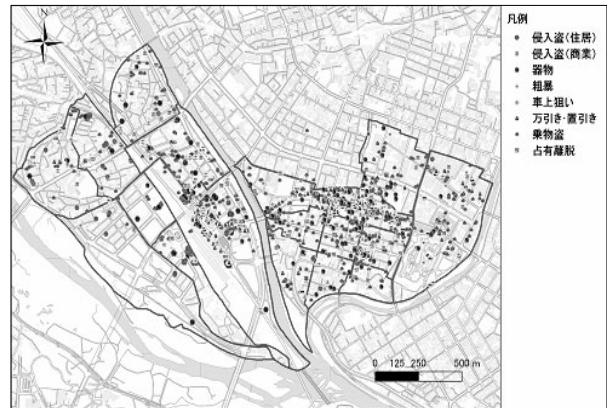 N
凡例
侵入盗(住居)
侵入盗(商業)
器物
粗暴
車上狙い
万引き・置引き
乗物盗
占有離脱
0 125 250 500 m